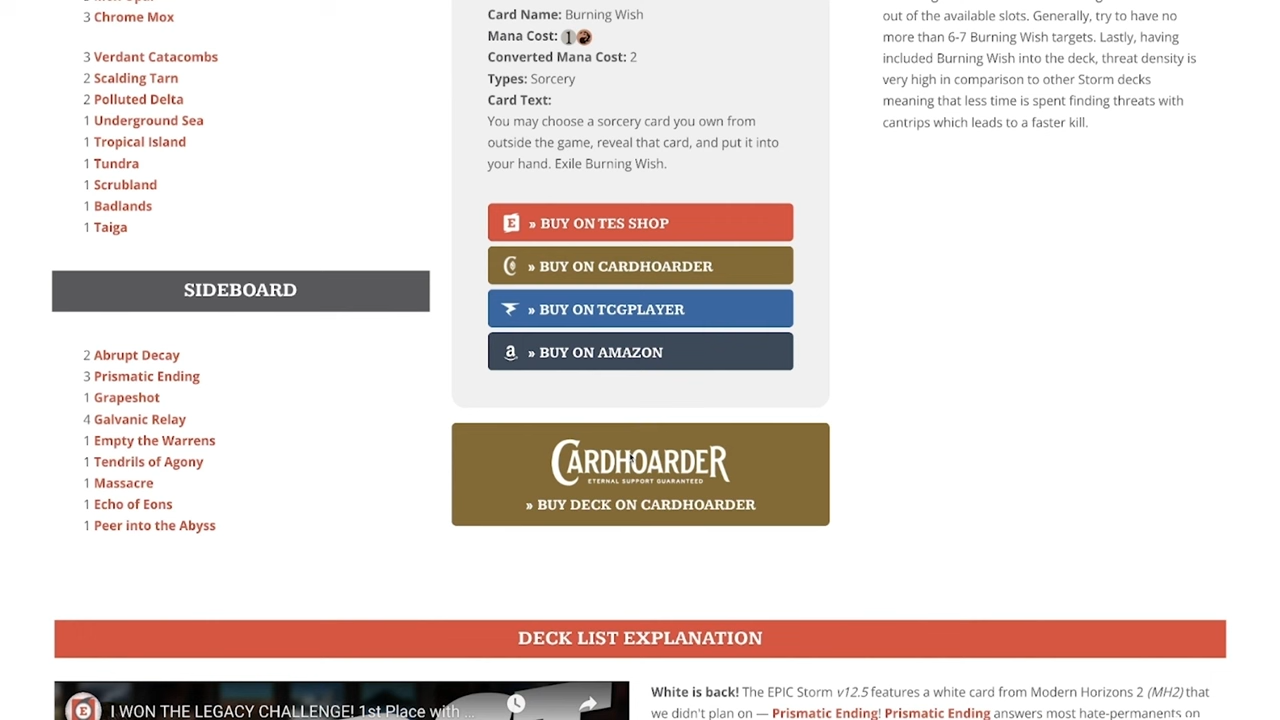 3 Chrome Mox
3 Verdant Catacombs
2 Scalding Tarn
2 Polluted Delta
1 Underground Sea
1 Tropical Island
1 Tundra
1 Scrubland
1 Badlands
1 Taiga
SIDEBOARD
2 Abrupt Decay
3 Prismatic Ending
1 Grapeshot
4 Galvanic Relay
1 Empty the Warrens
1 Tendrils of Agony
1 Massacre
1 Echo of Eons
1 Peer into the Abyss
Card Name: Burning Wish
Mana Cost: 1
Converted Mana Cost: 2
Types: Sorcery
Card Text:
You may choose a sorcery card you own from
outside the game, reveal that card, and put it into
your hand. Exile Burning Wish.
» BUY ON TES SHOP
» BUY ON CARDHOARDER
» BUY ON TCGPLAYER
» BUY ON AMAZON
CARDHOARDER
ETERNAL SUPPORT GUARANTEED
» BUY DECK ON CARDHOARDER
out of the available slots. Generally, try to have no
more than 6-7 Burning Wish targets. Lastly, having
included Burning Wish into the deck, threat density is
very high in comparison to other Storm decks
meaning that less time is spent finding threats with
cantrips which leads to a faster kill.
DECK LIST EXPLANATION
I WON THE LEGACY CHALLENGE! 1st Place with ...
White is back! The EPIC Storm v12.5 features a white card from Modern Horizons 2 (MH2) that
we didn't plan on — Prismatic Ending! Prismatic Ending answers most hate-permanents on